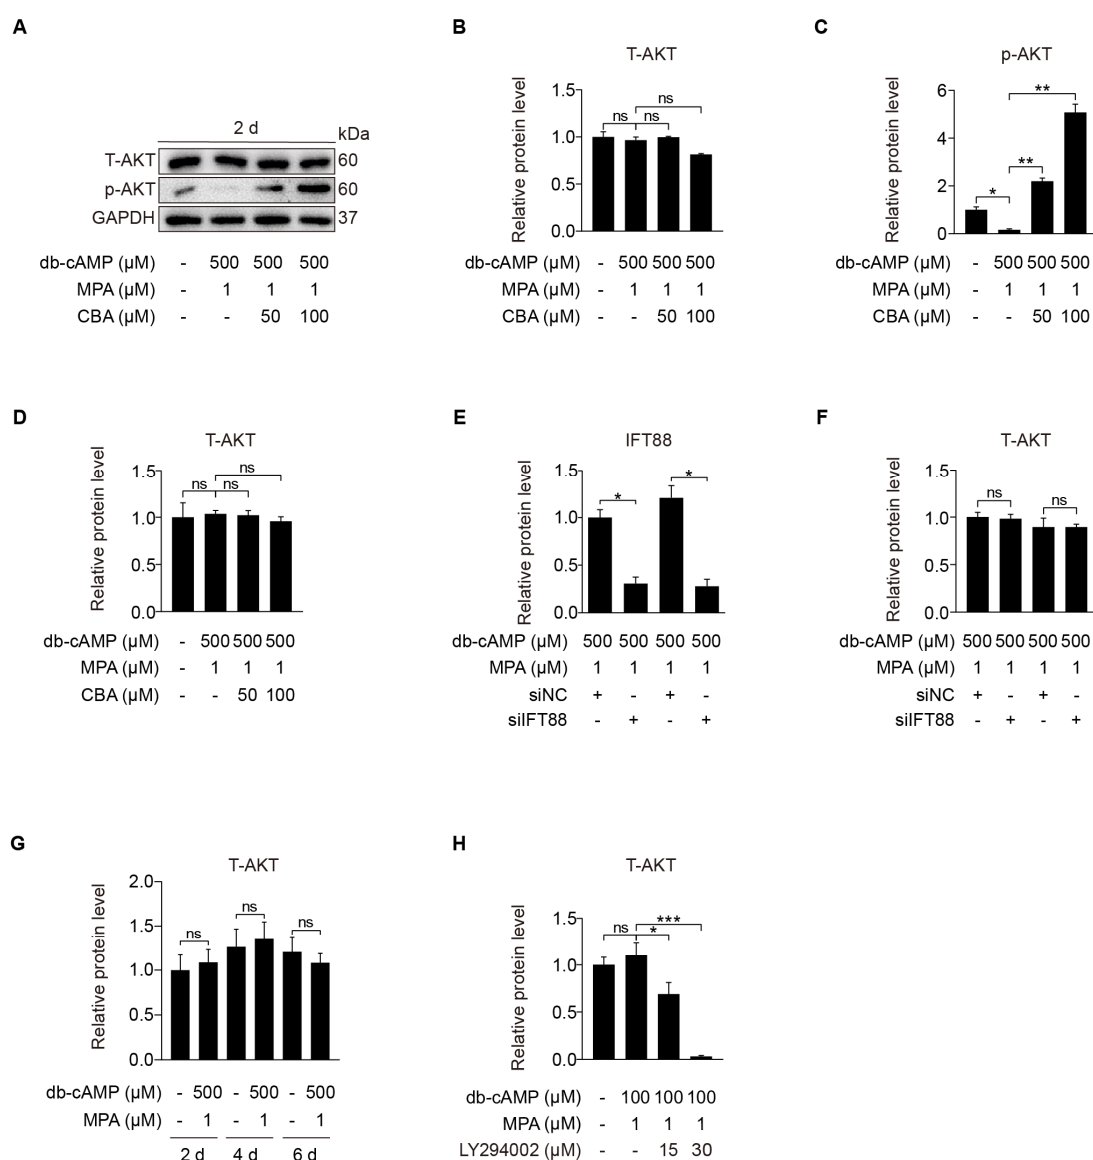 A
2 d
kDa
T-AKT 60
p-AKT 60
GAPDH 37
db-cAMP (μM) - 500 500 500
MPA (μM) - 1 1 1
CBA (μM) - - 50 100
B
T-AKT
Relative protein level
1.5
1.0
0.5
0.0
ns
ns ns
db-cAMP (μM) - 500 500 500
MPA (μM) - 1 1 1
CBA (μM) - - 50 100
C
p-AKT
Relative protein level
6
4
2
0
**
**
*
db-cAMP (μM) - 500 500 500
MPA (μM) - 1 1 1
CBA (μM) - - 50 100
D
T-AKT
Relative protein level
1.5
1.0
0.5
0.0
ns
ns ns
db-cAMP (μM) - 500 500 500
MPA (μM) - 1 1 1
CBA (μM) - - 50 100
E
IFT88
Relative protein level
1.5
1.0
0.5
0.0
* *
db-cAMP (μM) 500 500 500 500
MPA (μM) 1 1 1 1
siNC + - + -
siIFT88 - + - +
F
T-AKT
Relative protein level
1.5
1.0
0.5
0.0
ns ns
db-cAMP (μM) 500 500 500 500
MPA (μM) 1 1 1 1
siNC + - + -
siIFT88 - + - +
G
T-AKT
Relative protein level
2.0
1.5
1.0
0.5
0.0
ns ns ns
db-cAMP (μM) - 500 - 500 - 500
MPA (μM) - 1 - 1 - 1
2 d 4 d 6 d
H
T-AKT
Relative protein level
1.5
1.0
0.5
0.0
***
ns *
db-cAMP (μM) - 100 100 100
MPA (μM) - 1 1 1
LY294002 (μM) - - 15 30